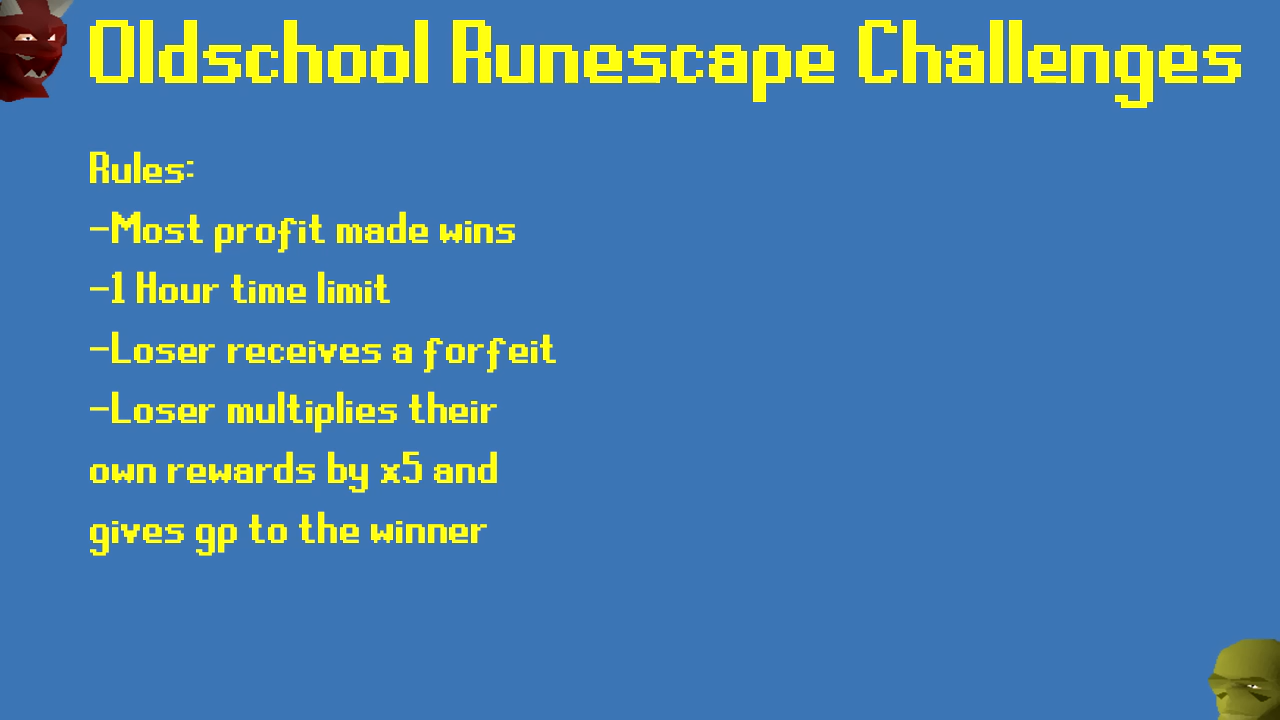 Oldschool Runescape Challenges
Rules:
-Most profit made wins
-1 Hour time limit
-Loser receives a forfeit
-Loser multiplies their
own rewards by x5 and
gives gp to the winner